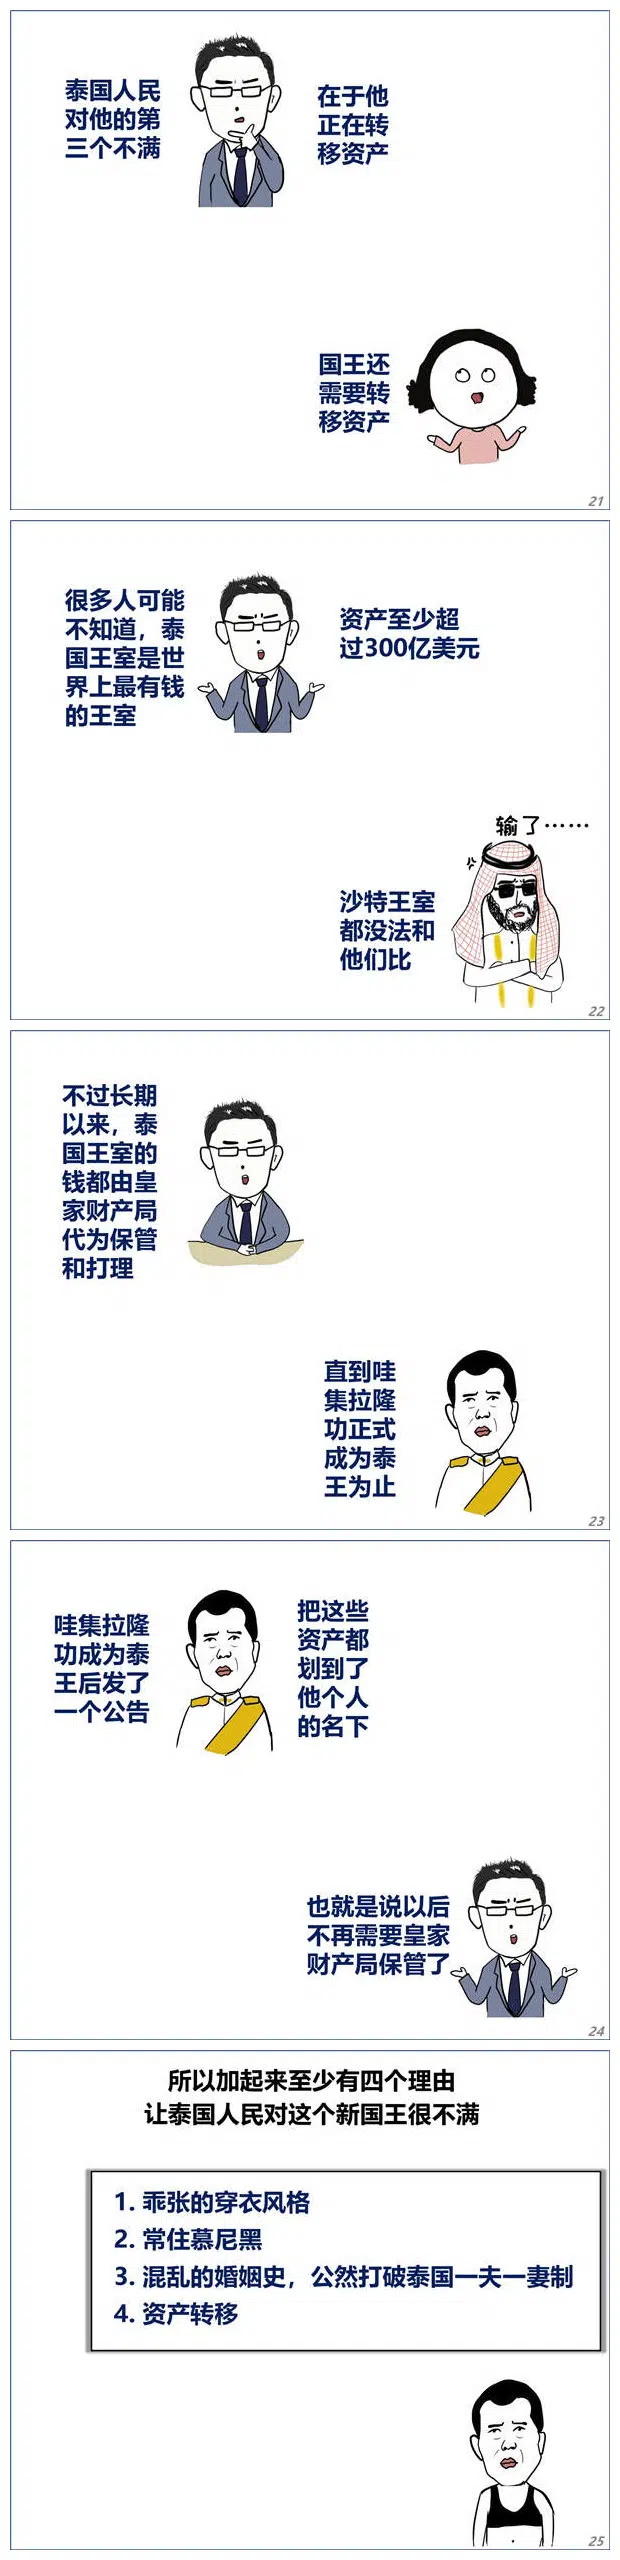 泰国人民
对他的第
三个不满
在于他
正在转
移资产
国王还
需要转
移资产
21
很多人可能
不知道，泰
国王室是世
界上最有钱
的王室
资产至少超
过300亿美元
输了……
沙特王室
都没法和
他们比
22
不过长期
以来，泰
国王室的
钱都由皇
家财产局
代为保管
和打理
直到哇
集拉隆
功正式
成为泰
王为止
23
哇集拉隆
功成为泰
王后发了
一个公告
把这些
资产都
划到了
他个人
的名下
也就是说以后
不再需要皇家
财产局保管了
24
所以加起来至少有四个理由
让泰国人民对这个新国王很不满
1. 乖张的穿衣风格
2. 常住慕尼黑
3. 混乱的婚姻史，公然打破泰国一夫一妻制
4. 资产转移
25